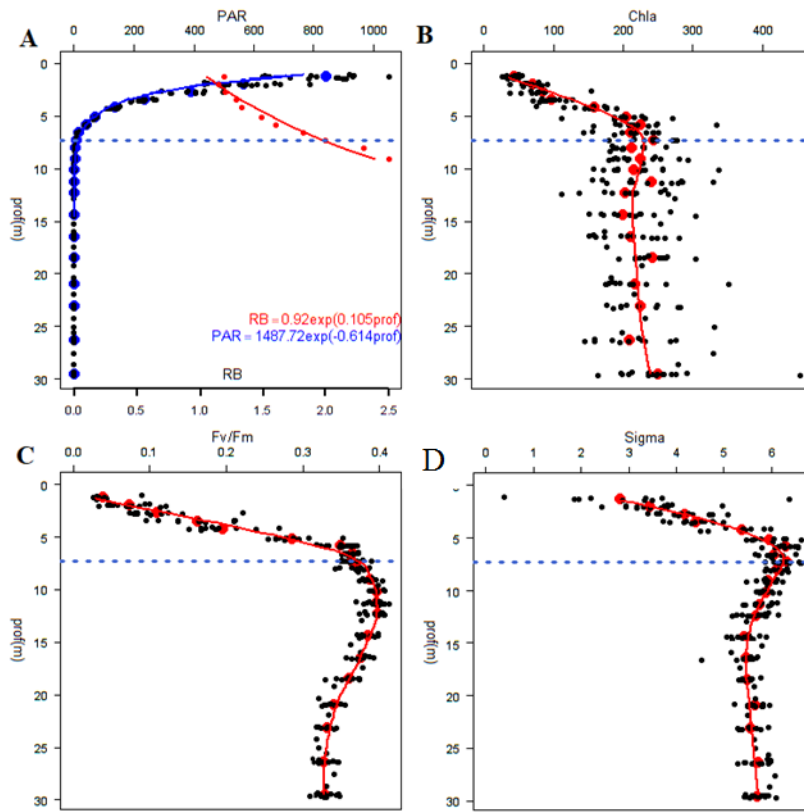 A
PAR
0 200 400 600 800 1000
prof(m)
0
5
10
15
20
25
30
RB = 0.92exp(0.105prof)
PAR = 1487.72exp(-0.614prof)
RB
0.0 0.5 1.0 1.5 2.0 2.5
B
Chla
0 100 200 300 400
prof(m)
0
5
10
15
20
25
30
C
Fv/Fm
0.0 0.1 0.2 0.3 0.4
prof(m)
0
5
10
15
20
25
30
D
Sigma
0 1 2 3 4 5 6
prof(m)
5
10
15
20
25
30